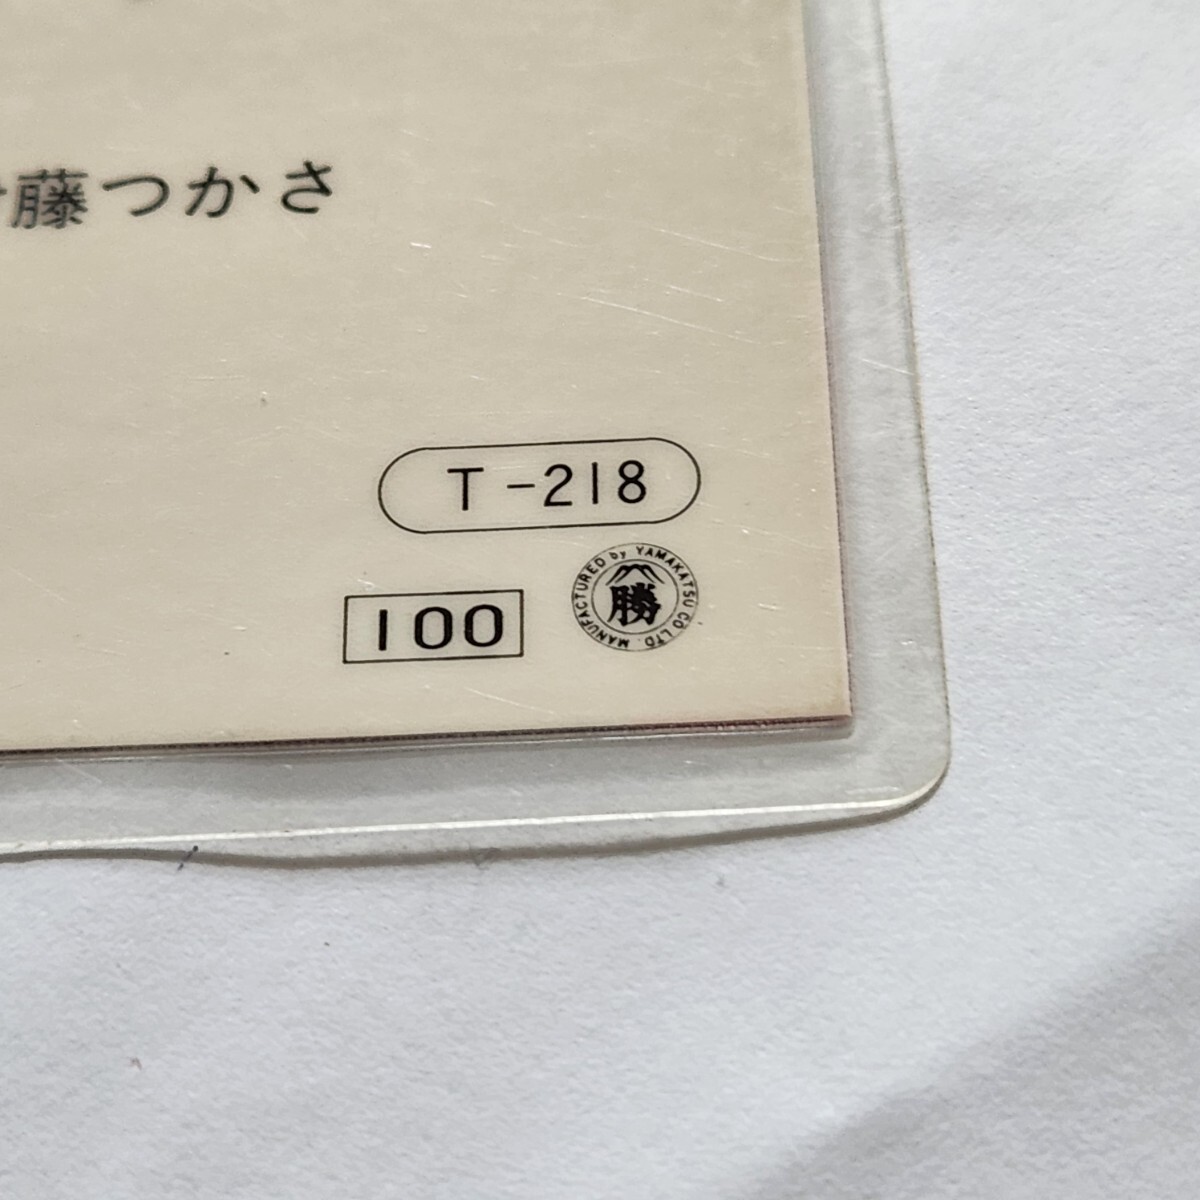 藤つかさ
T-218
100
MANUFACTURED by YAMAKATSU CO LTD.
勝